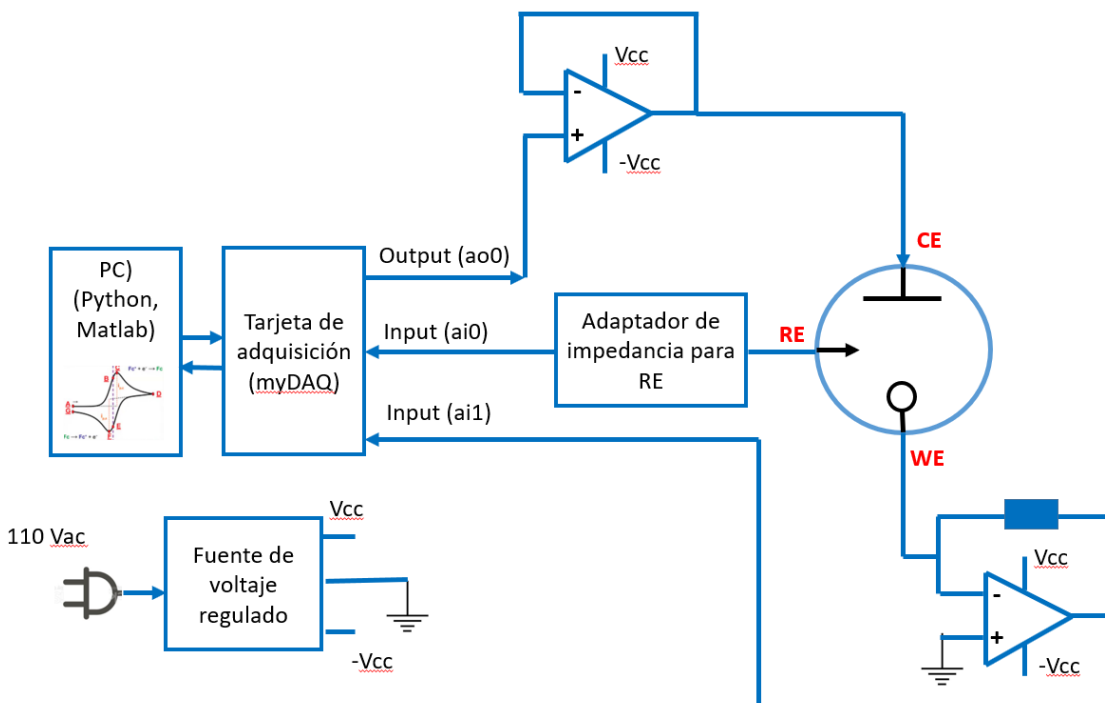 Vcc
-
+
-Vcc
CE
Output (ao0)
PC)
(Python,
Matlab)
Tarjeta de
adquisición
(myDAQ)
Input (ai0)
Adaptador de
impedancia para
RE
RE
Input (ai1)
WE
110 Vac
Fuente de
voltaje
regulado
Vcc
-Vcc
Vcc
-
+
-Vcc